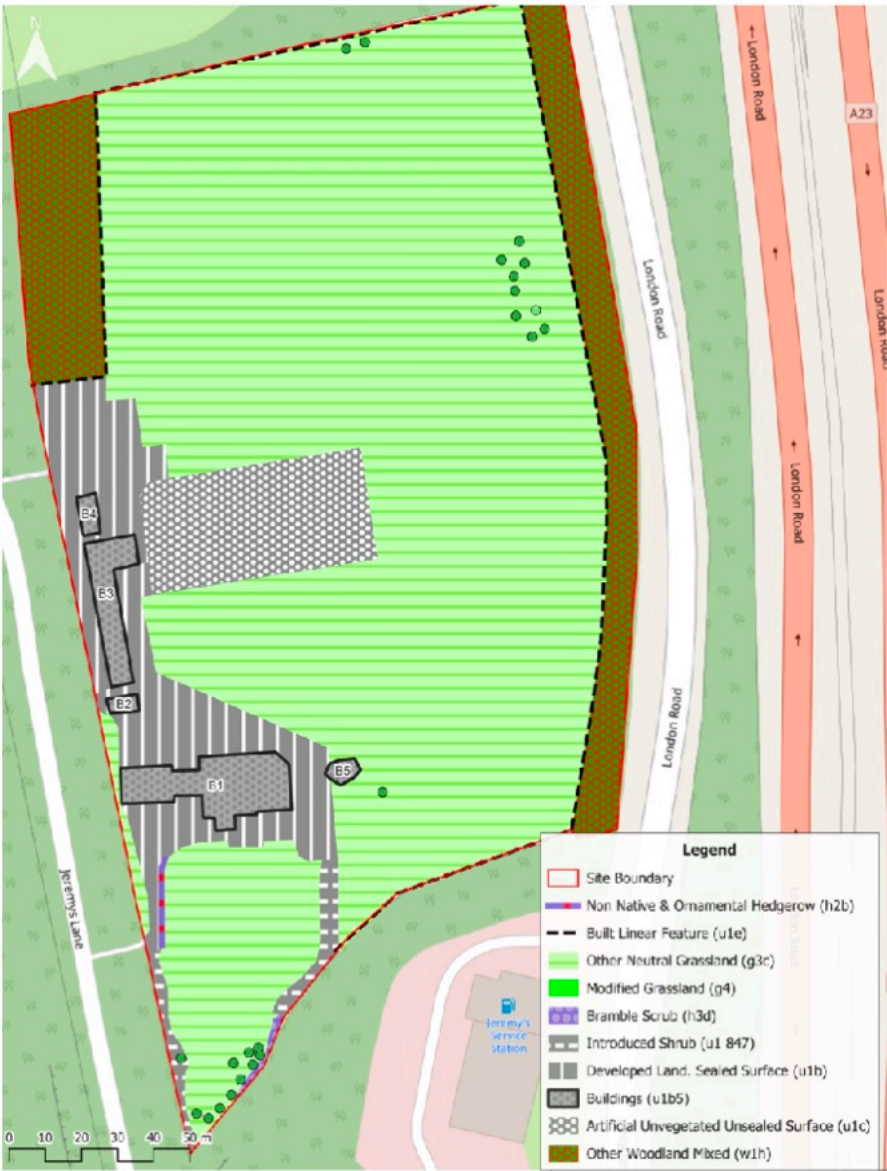 N
London Road
A23
London Road
London Road
London Road
B4
B3
B2
London Road
B1
B5
Jeremys Lane
Jeremy's
Service
Station
Legend
Site Boundary
Non Native & Ornamental Hedgerow (h2b)
Built Linear Feature (u1e)
Other Neutral Grassland (g3c)
Modified Grassland (g4)
Bramble Scrub (h3d)
Introduced Shrub (u1 847)
Developed Land. Sealed Surface (u1b)
Buildings (u1b5)
Artificial Unvegetated Unsealed Surface (u1c)
Other Woodland Mixed (w1h)
0 10 20 30 40 50 m